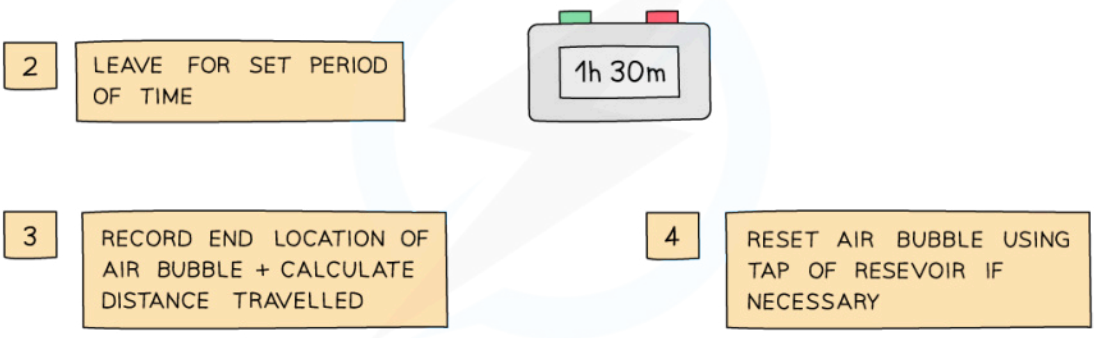 2
LEAVE FOR SET PERIOD
OF TIME
1h 30m
3
RECORD END LOCATION OF
AIR BUBBLE + CALCULATE
DISTANCE TRAVELLED
4
RESET AIR BUBBLE USING
TAP OF RESEVOIR IF
NECESSARY